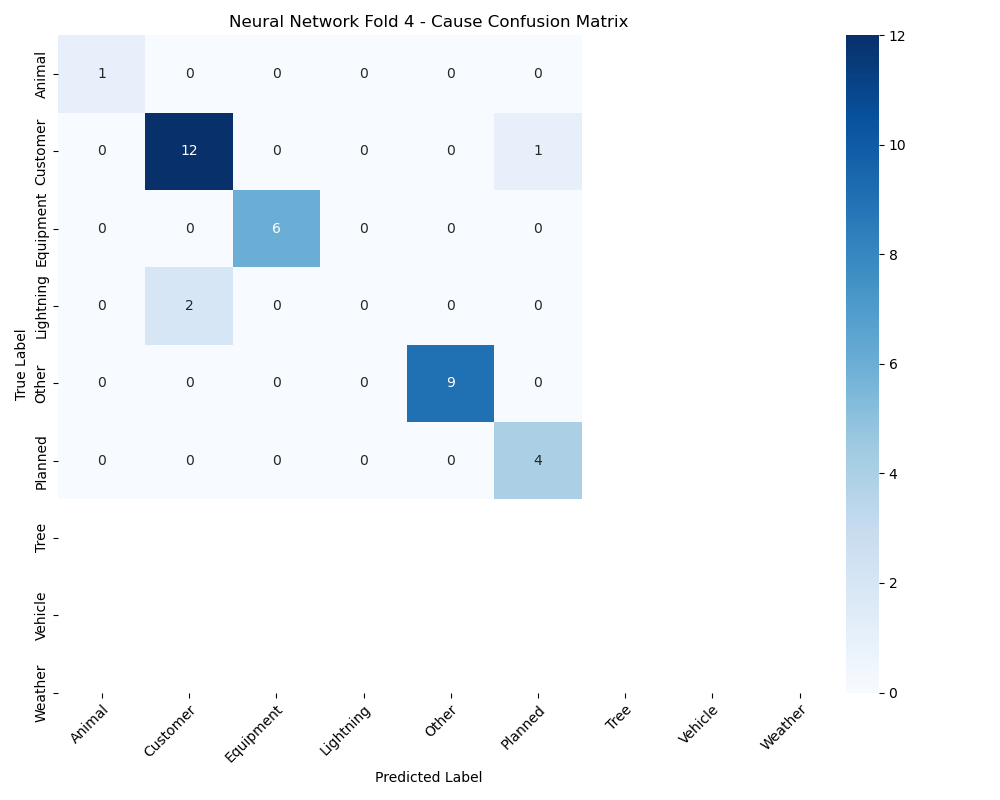 Neural Network Fold 4 - Cause Confusion Matrix
True Label
Animal
1 0 0 0 0 0
Customer
0 12 0 0 0 1
Equipment
0 0 6 0 0 0
Lightning
0 2 0 0 0 0
Other
0 0 0 0 9 0
Planned
0 0 0 0 0 4
Tree
Vehicle
Weather
Animal Customer Equipment Lightning Other Planned Tree Vehicle Weather
Predicted Label
12
10
8
6
4
2
0